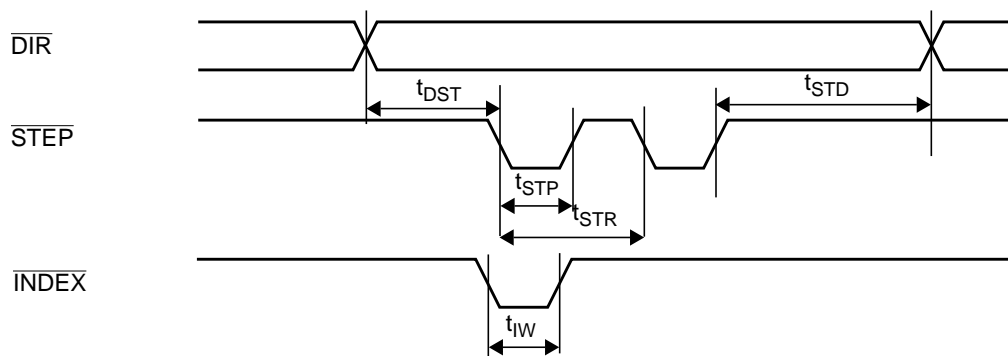 DIR
tDST
tSTD
STEP
tSTP
tSTR
INDEX
tIW